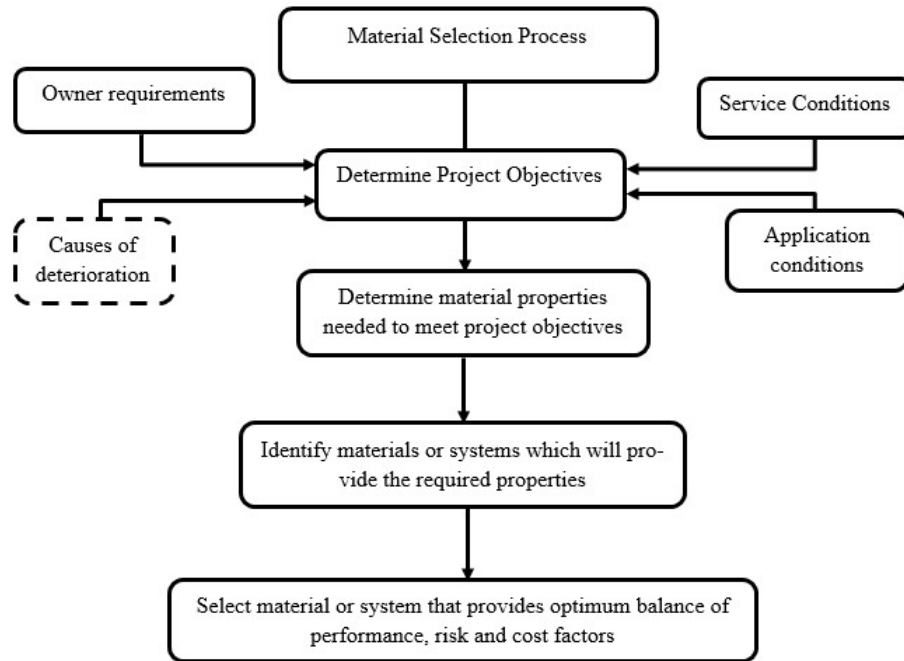 Material Selection Process
Owner requirements
Service Conditions
Determine Project Objectives
Causes of
deterioration
Application
conditions
Determine material properties
needed to meet project objectives
Identify materials or systems which will pro-
vide the required properties
Select material or system that provides optimum balance of
performance, risk and cost factors